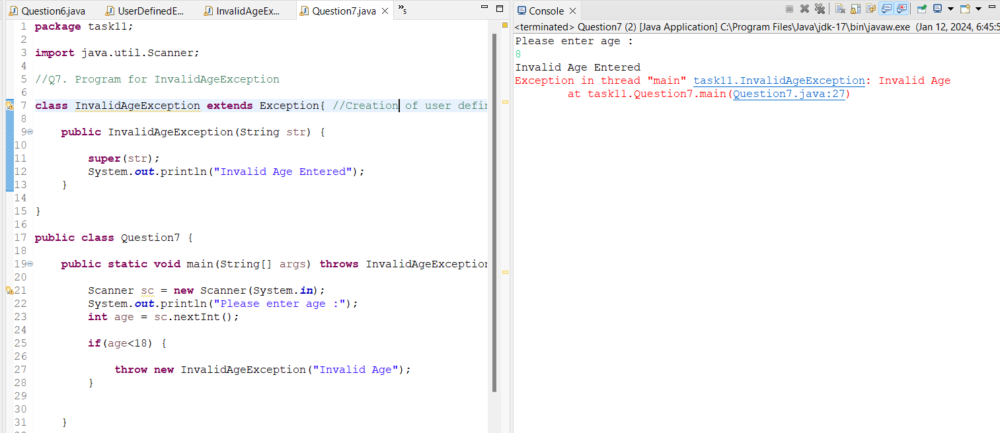 Question6.java UserDefinedE... InvalidAgeEx... Question7.java »5
1 package task11;
2
3 import java.util.Scanner;
4
5 //Q7. Program for InvalidAgeException
6
7 class InvalidAgeException extends Exception{ //Creation of user defin
8
9 public InvalidAgeException(String str) {
10
11 super(str);
12 System.out.println("Invalid Age Entered");
13 }
14
15 }
16
17 public class Question7 {
18
19 public static void main(String[] args) throws InvalidAgeException
20
21 Scanner sc = new Scanner(System.in);
22 System.out.println("Please enter age :");
23 int age = sc.nextInt();
24
25 if(age<18) {
26
27 throw new InvalidAgeException("Invalid Age");
28 }
29
30
31 }
Console
<terminated> Question7 (2) [Java Application] C:\Program Files\Java\jdk-17\bin\javaw.exe (Jan 12, 2024, 6:45:5
Please enter age :
8
Invalid Age Entered
Exception in thread "main" task11.InvalidAgeException: Invalid Age
at task11.Question7.main(Question7.java:27)